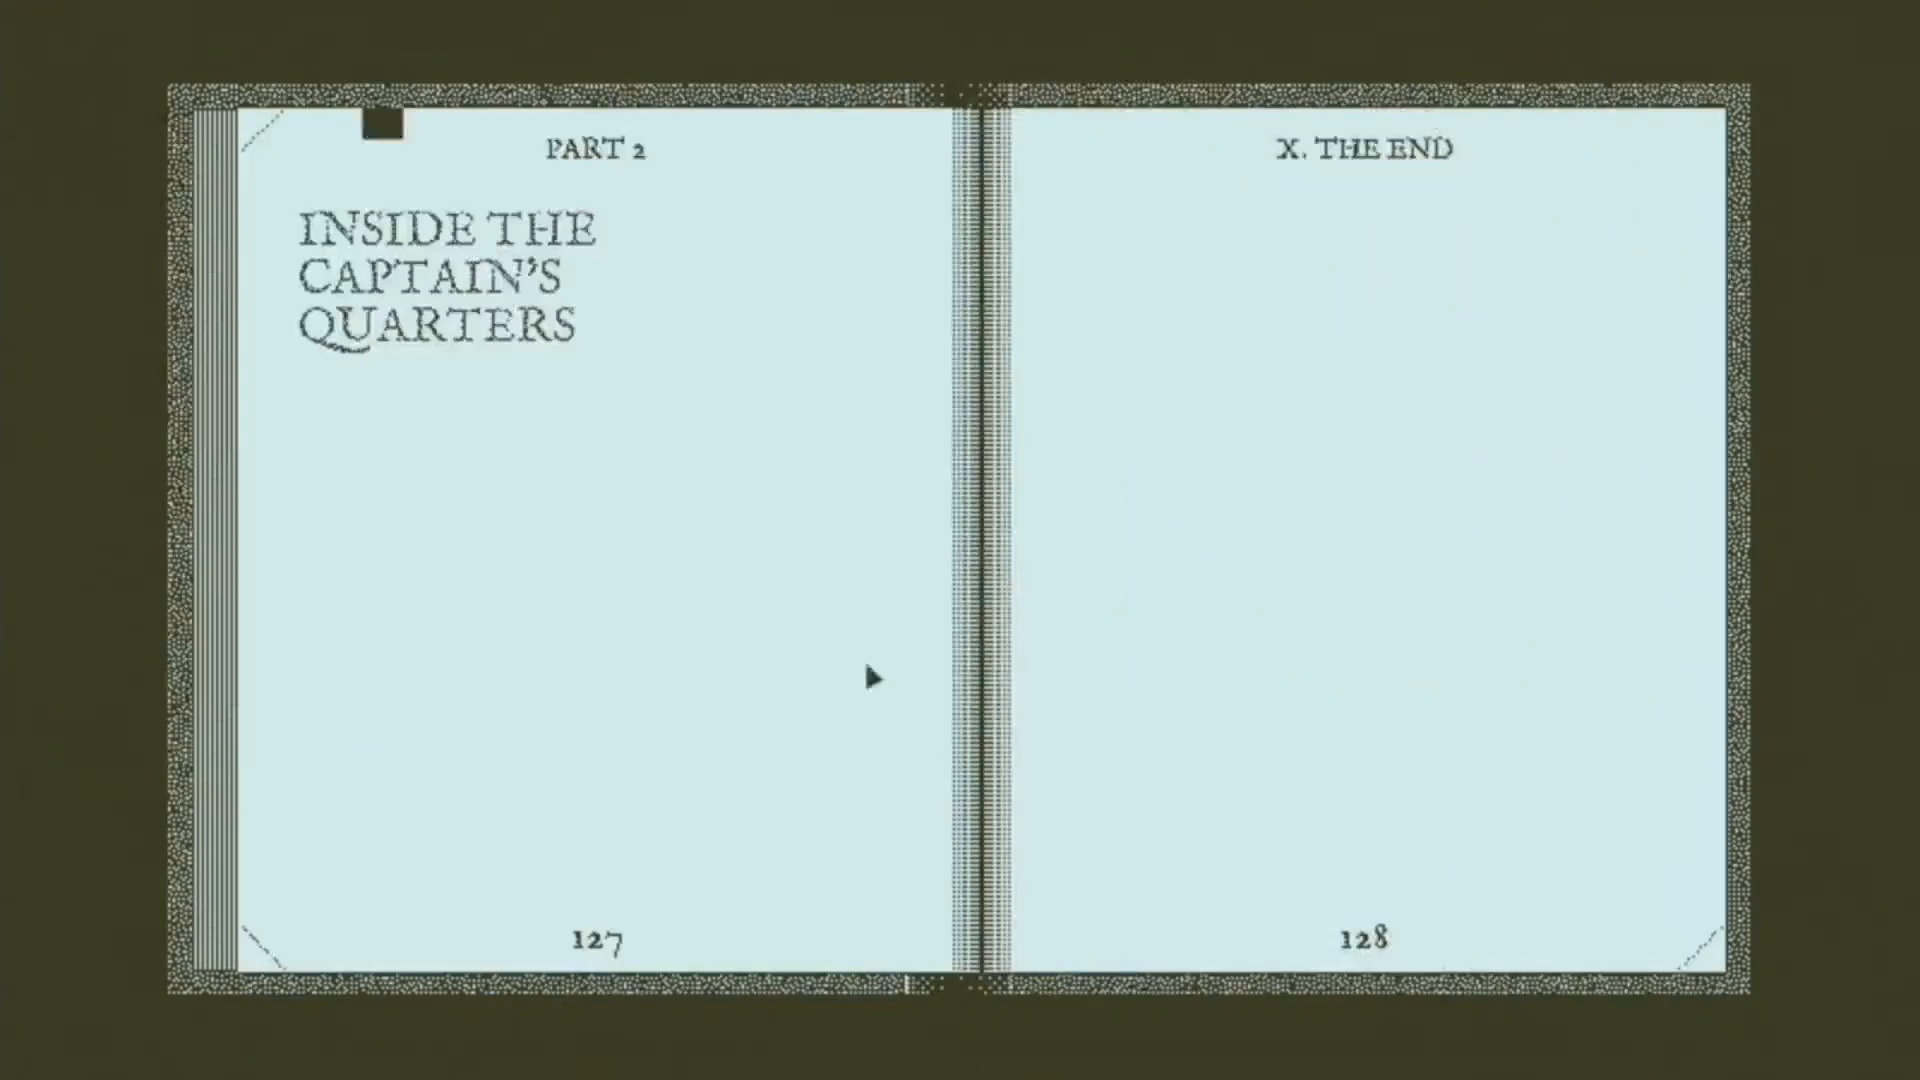 PART 2
INSIDE THE
CAPTAIN'S
QUARTERS
127
X. THE END
128